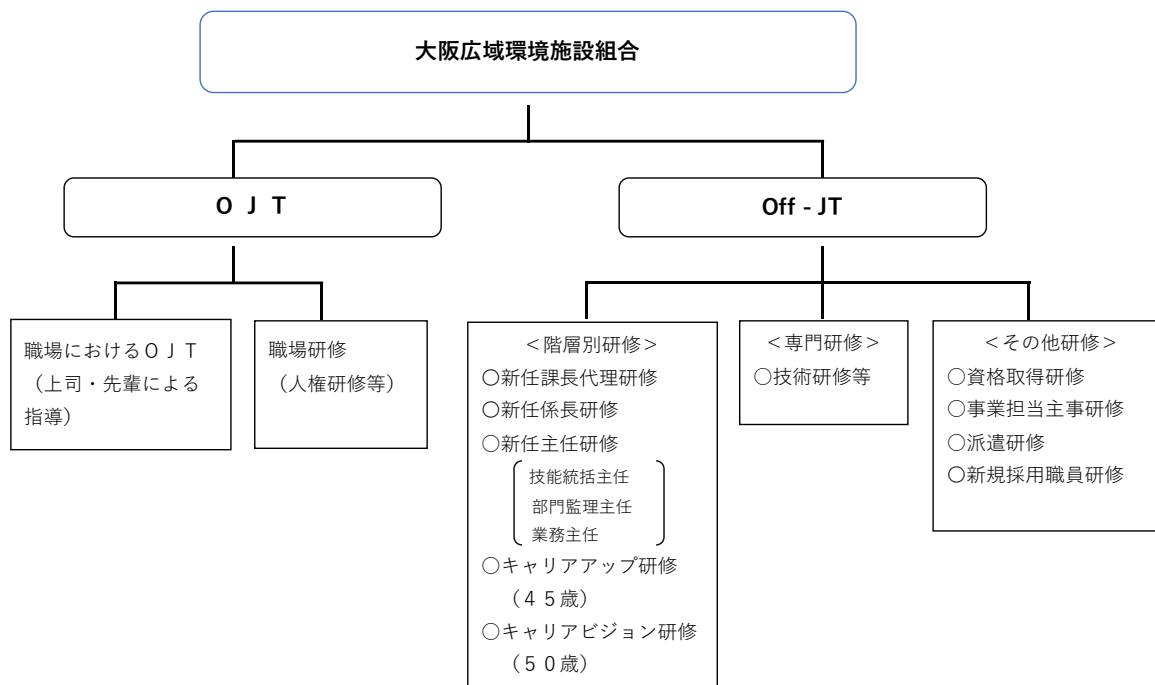 大阪広域環境施設組合
ＯＪＴ
Off - JT
職場におけるＯＪＴ
（上司・先輩による
指導）
職場研修
（人権研修等）
＜階層別研修＞
〇新任課長代理研修
〇新任係長研修
○新任主任研修
技能統括主任
部門監理主任
業務主任
○キャリアアップ研修
（４５歳）
○キャリアビジョン研修
（５０歳）
＜専門研修＞
○技術研修等
＜その他研修＞
○資格取得研修
○事業担当主事研修
○派遣研修
〇新規採用職員研修